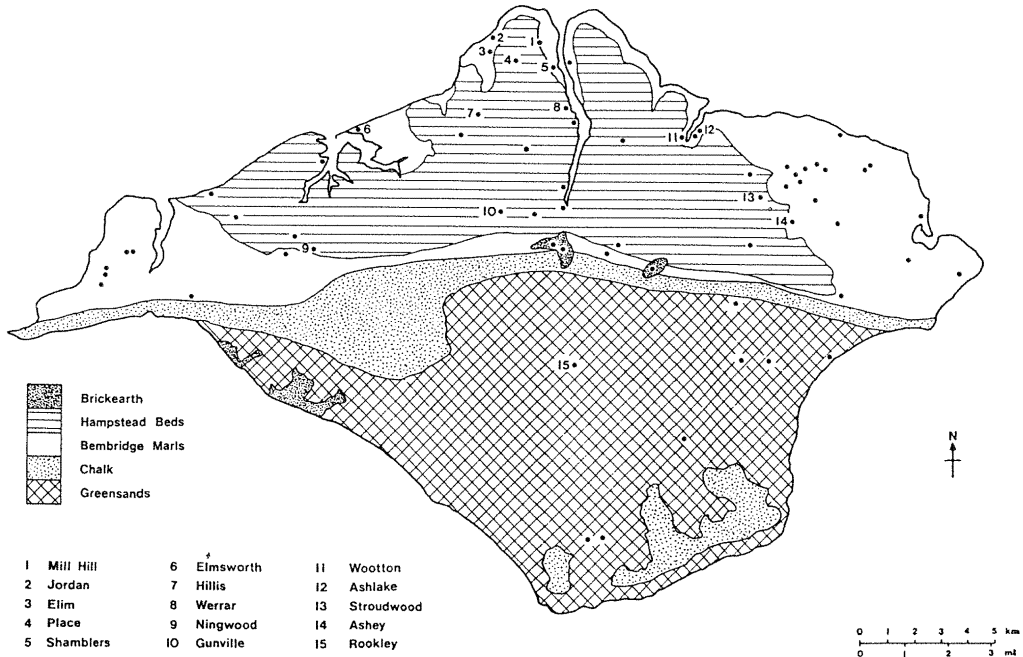 2
1
3
4
5
8
7
6
11
12
13
10
14
9
15
N
Brickearth
Hampstead Beds
Bembridge Marls
Chalk
Greensands
1 Mill Hill
2 Jordan
3 Elim
4 Place
5 Shamblers
6 Elmsworth
7 Hillis
8 Werrar
9 Ningwood
10 Gunville
11 Wootton
12 Ashlake
13 Stroudwood
14 Ashey
15 Rookley
0 1 2 3 4 5 km
0 1 2 3 ml